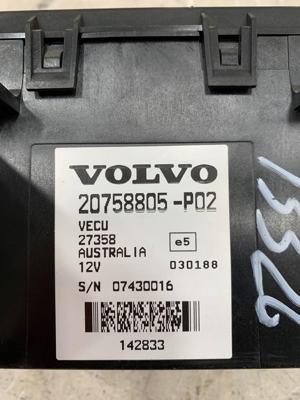 VOLVO
20758805-P02
VECU
27358 e5
AUSTRALIA
12V 030188
S/N 07430016
142833